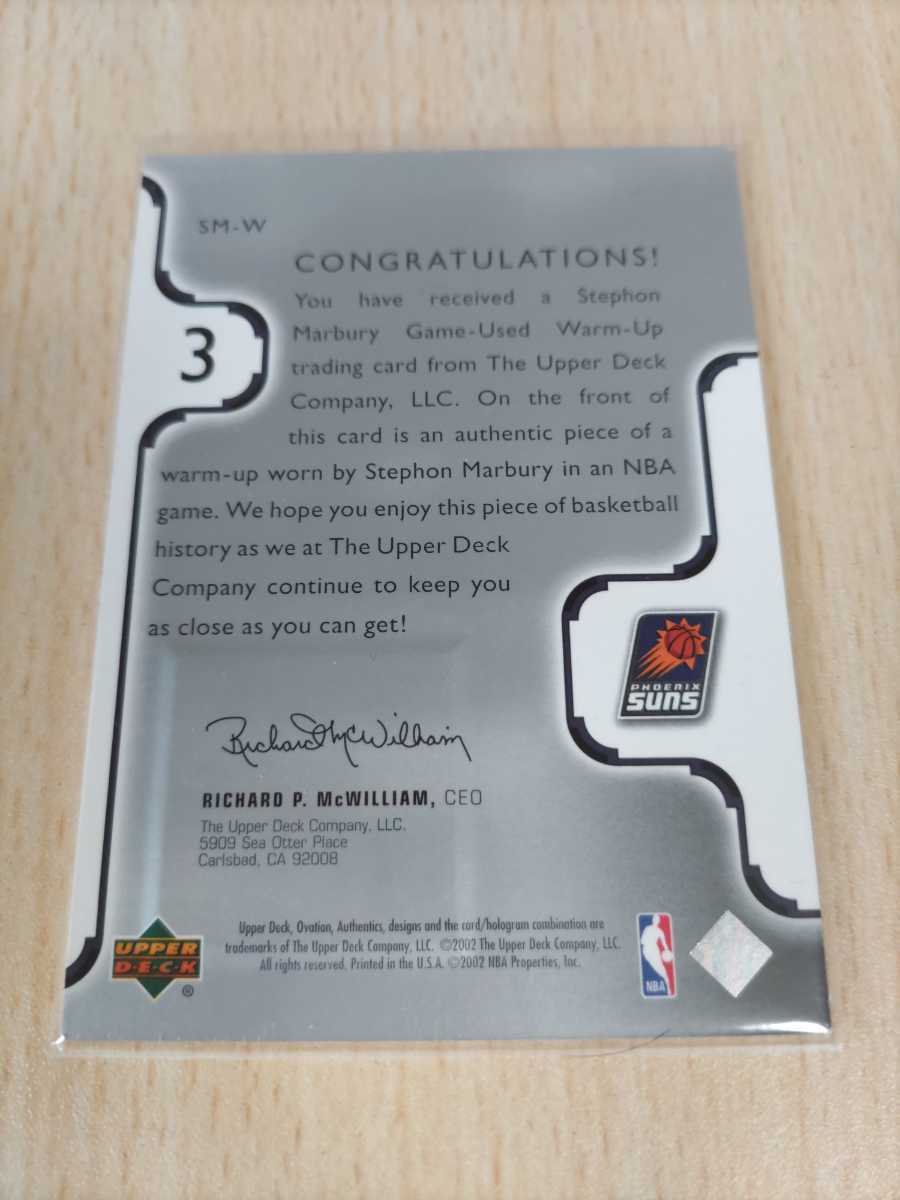 SM-W
CONGRATULATIONS!
You have received a Stephon
3
Marbury Game-Used Warm-Up
trading card from The Upper Deck
Company, LLC. On the front of
this card is an authentic piece of a
warm-up worn by Stephon Marbury in an NBA
game. We hope you enjoy this piece of basketball
history as we at The Upper Deck
Company continue to keep you
as close as you can get!
PHOENIX
SUNS
Richard McWilliam
RICHARD P. McWILLIAM, CEO
The Upper Deck Company, LLC.
5909 Sea Otter Place
Carlsbad, CA 92008
UPPER
D·E·C·K
®
Upper Deck, Ovation, Authentics, designs and the card/hologram combination are
trademarks of The Upper Deck Company, LLC. ©2002 The Upper Deck Company, LLC.
All rights reserved. Printed in the U.S.A. ©2002 NBA Properties, Inc.
NBA